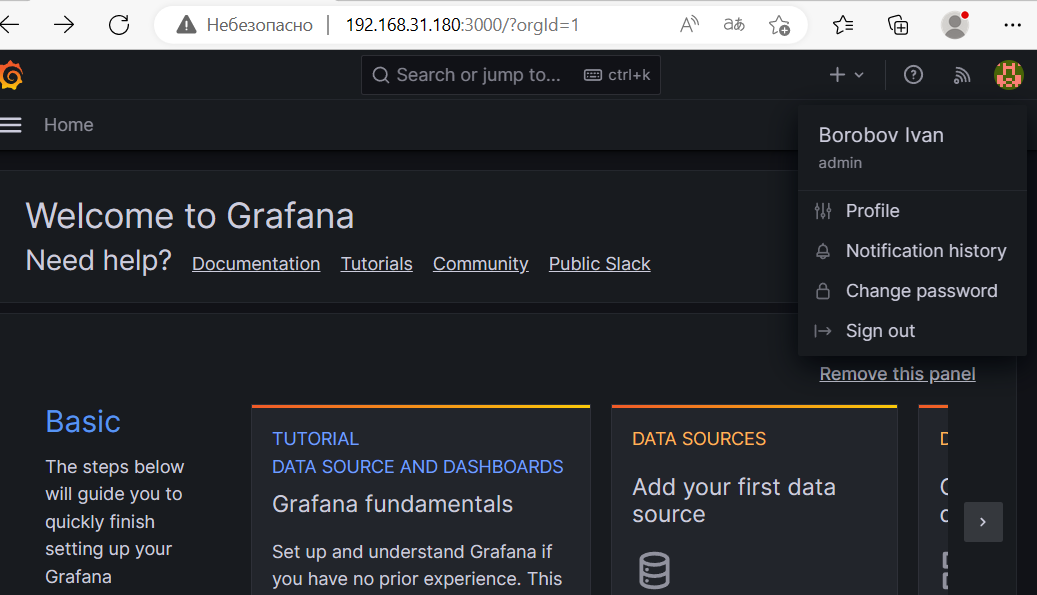 Небезопасно 192.168.31.180:3000/?orgId=1
Search or jump to... ctrl+k
Home
Borobov Ivan
admin
Profile
Notification history
Change password
Sign out
Welcome to Grafana
Need help? Documentation Tutorials Community Public Slack
Remove this panel
Basic
The steps below
will guide you to
quickly finish
setting up your
Grafana
TUTORIAL
DATA SOURCE AND DASHBOARDS
Grafana fundamentals
Set up and understand Grafana if
you have no prior experience. This
DATA SOURCES
Add your first data
source